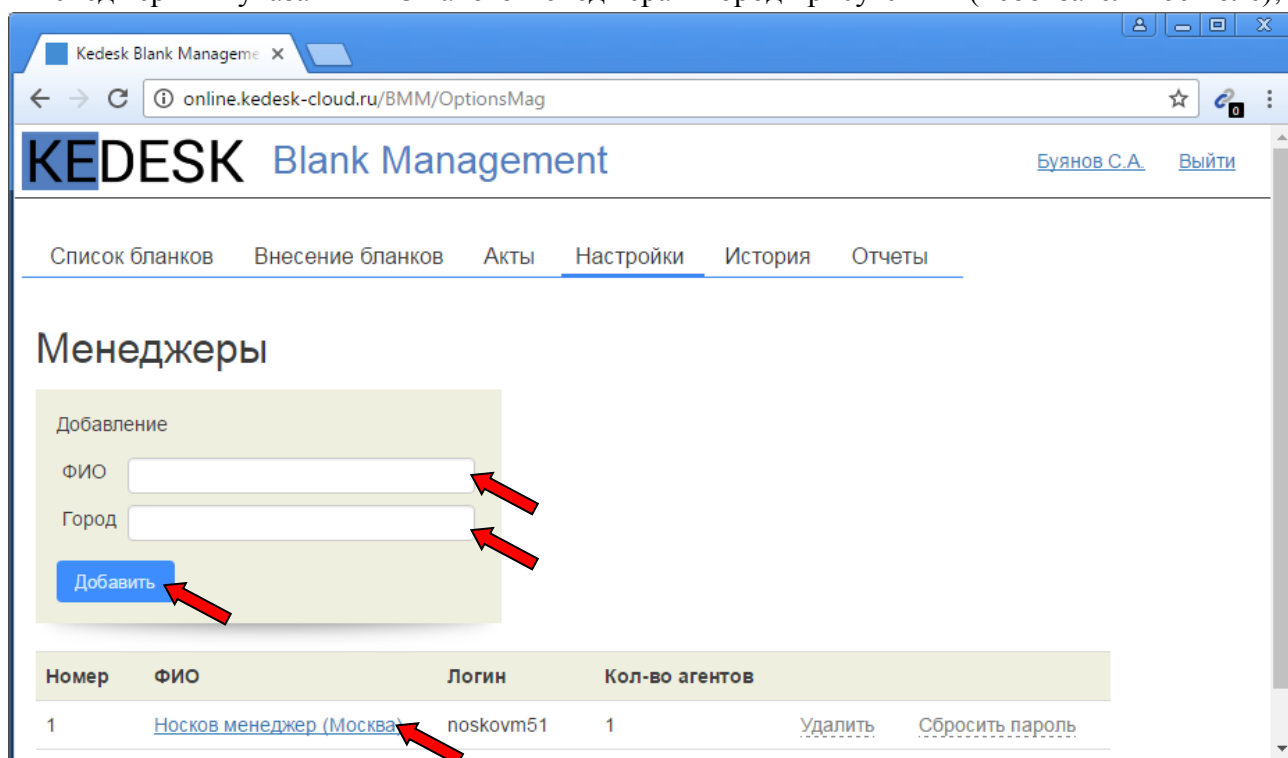 Kedesk Blank Manageme
online.kedesk-cloud.ru/BMM/OptionsMag
0
KEDESK Blank Management
Буянов С.А. Выйти
Список бланков Внесение бланков Акты Настройки История Отчеты
Менеджеры
Добавление
ФИО
Город
Добавить
Номер ФИО Логин Кол-во агентов
1 Носков менеджер (Москва) noskovm51 1 Удалить Сбросить пароль